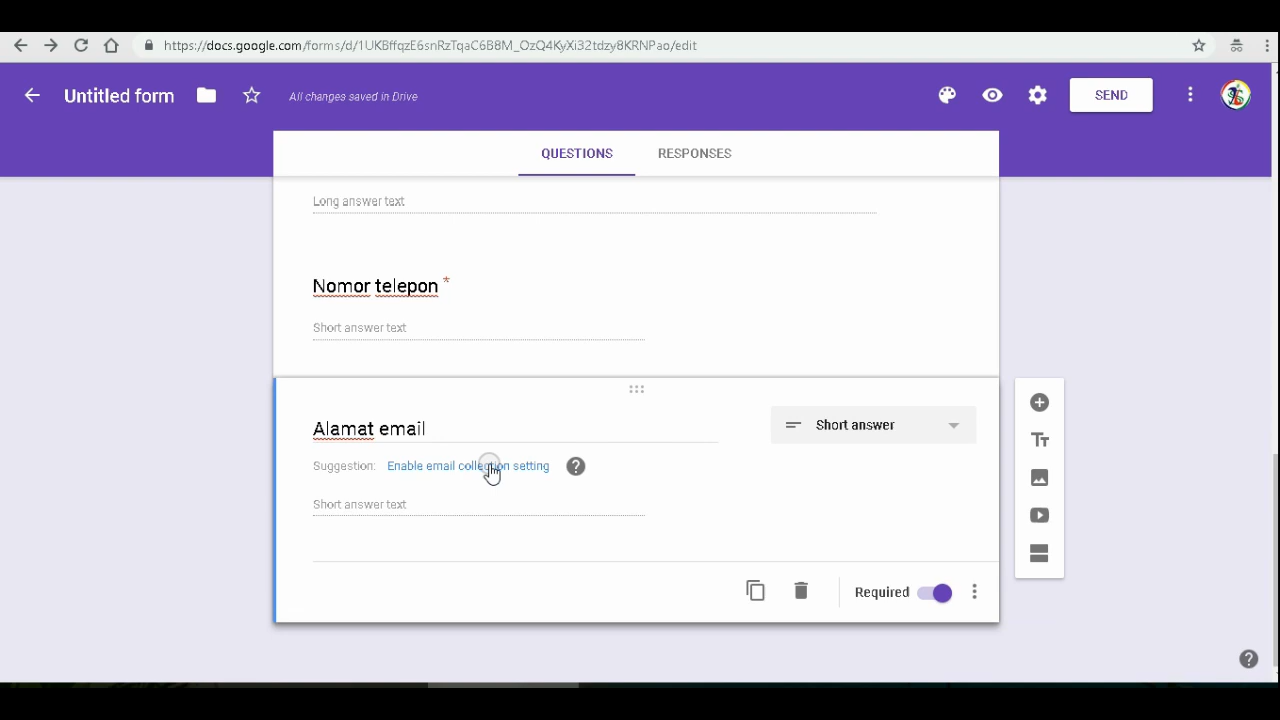 https://docs.google.com/forms/d/1UKBffqzE6snRzTqaC6B8M_OzQ4KyXi32tdzy8KRNPao/edit
Untitled form
All changes saved in Drive
SEND
QUESTIONS
RESPONSES
Long answer text
Nomor telepon *
Short answer text
Alamat email
Short answer
Suggestion: Enable email collection setting
Short answer text
Required